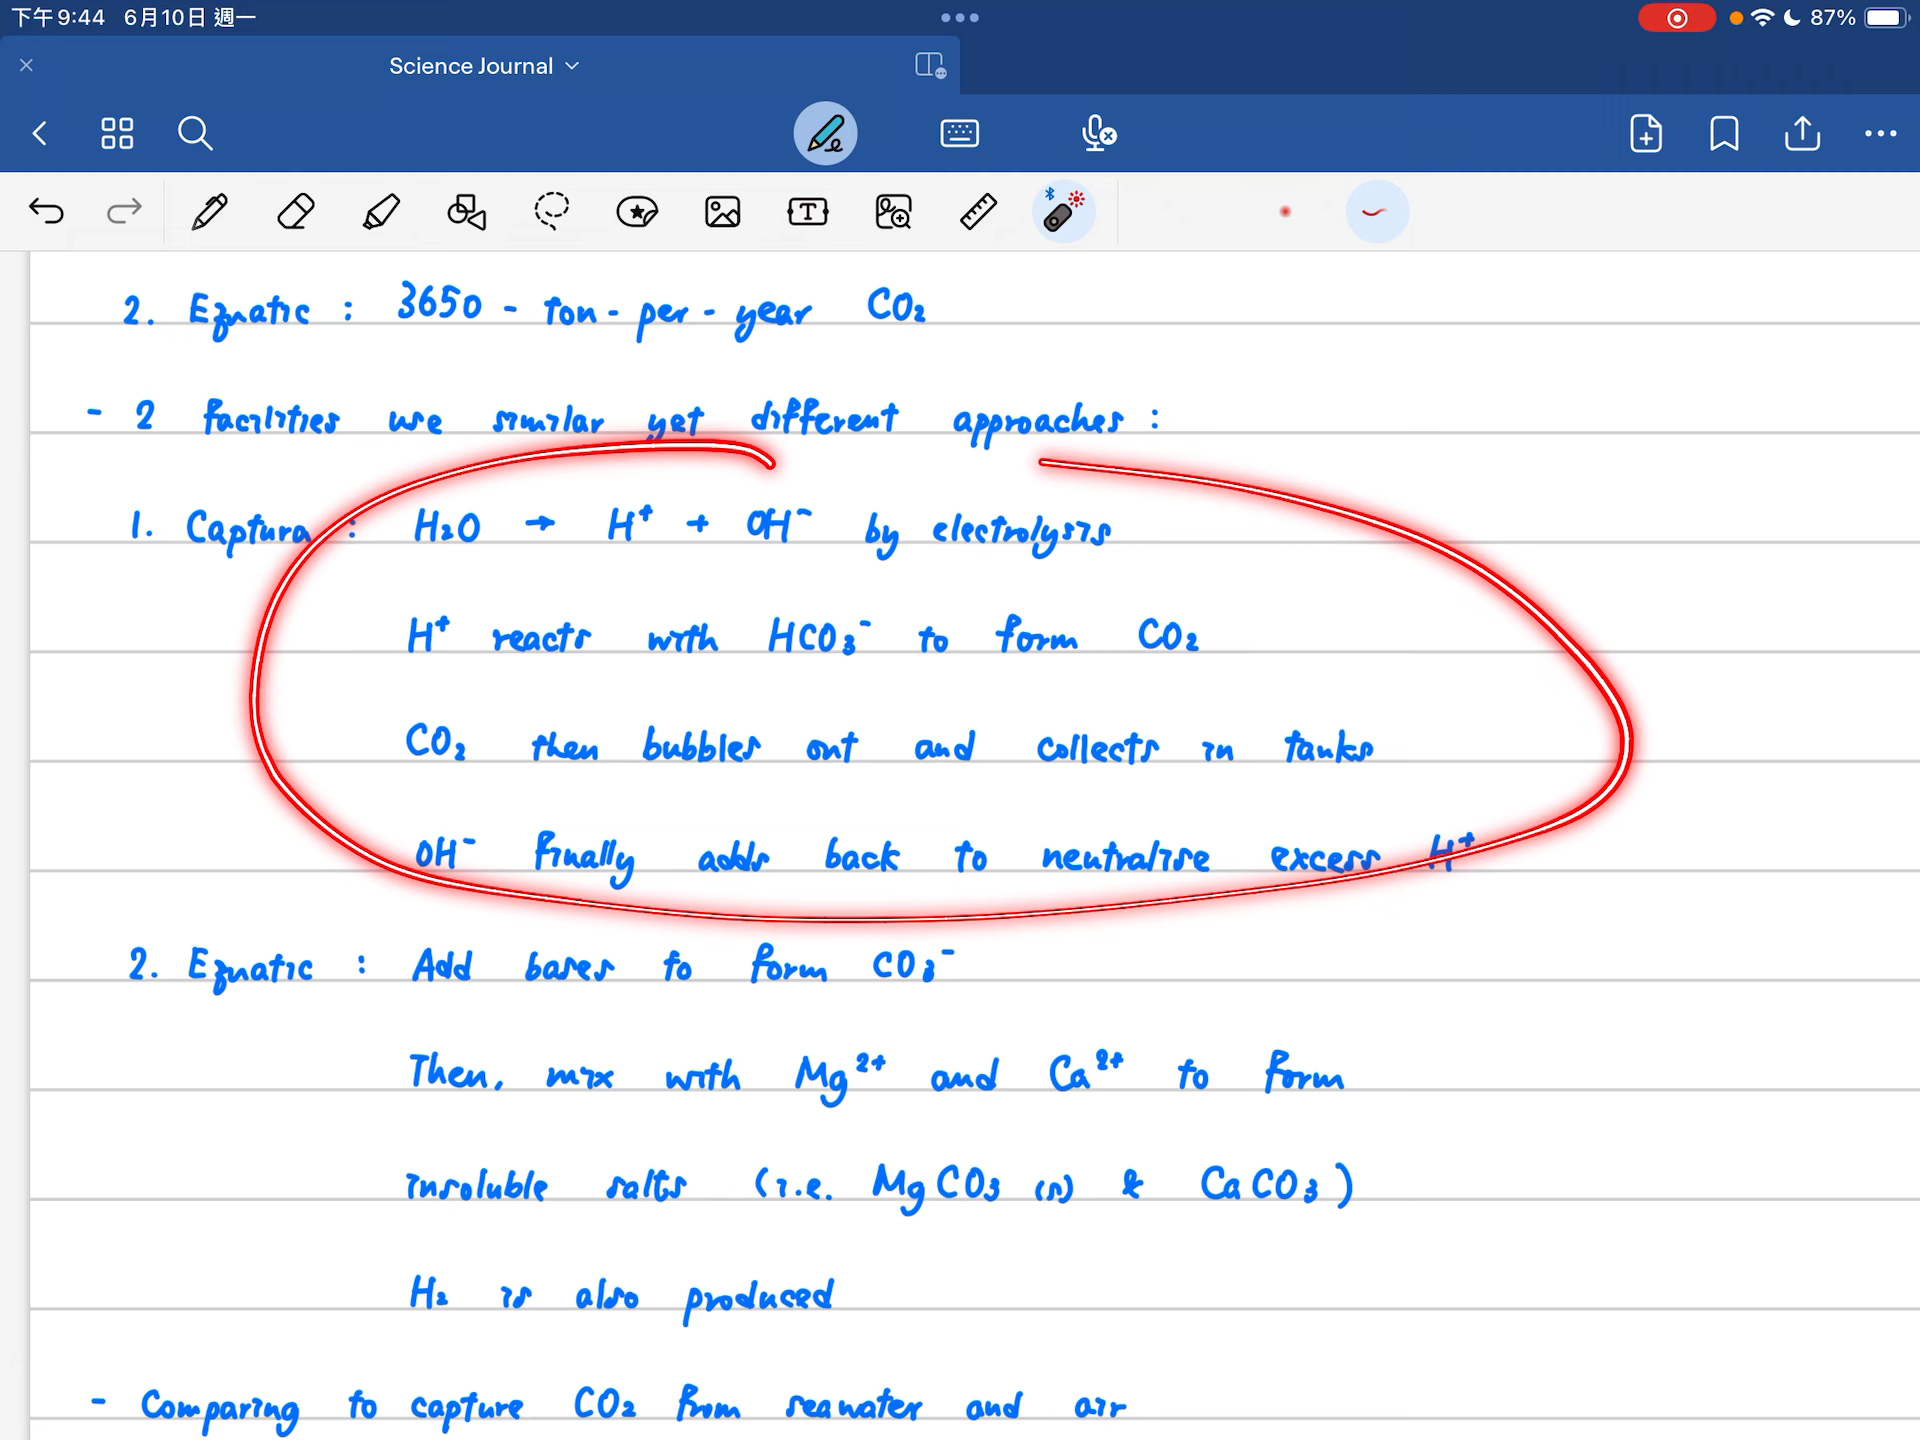 下午9:44 6月10日 週一
87%
Science Journal
2. Equatic : 3650 - ton - per - year CO₂
- 2 facilities use similar yet different approaches :
1. Captura : H₂O → H⁺ + OH⁻ by electrolysis
H⁺ reacts with HCO₃⁻ to form CO₂
CO₂ then bubbles out and collects in tanks
OH⁻ finally adds back to neutralise excess H⁺
2. Equatic : Add bases to form CO₃⁻
Then, mix with Mg²⁺ and Ca²⁺ to form
insoluble salts (i.e. MgCO₃ (s) & CaCO₃)
H₂ is also produced
- Comparing to capture CO₂ from seawater and air